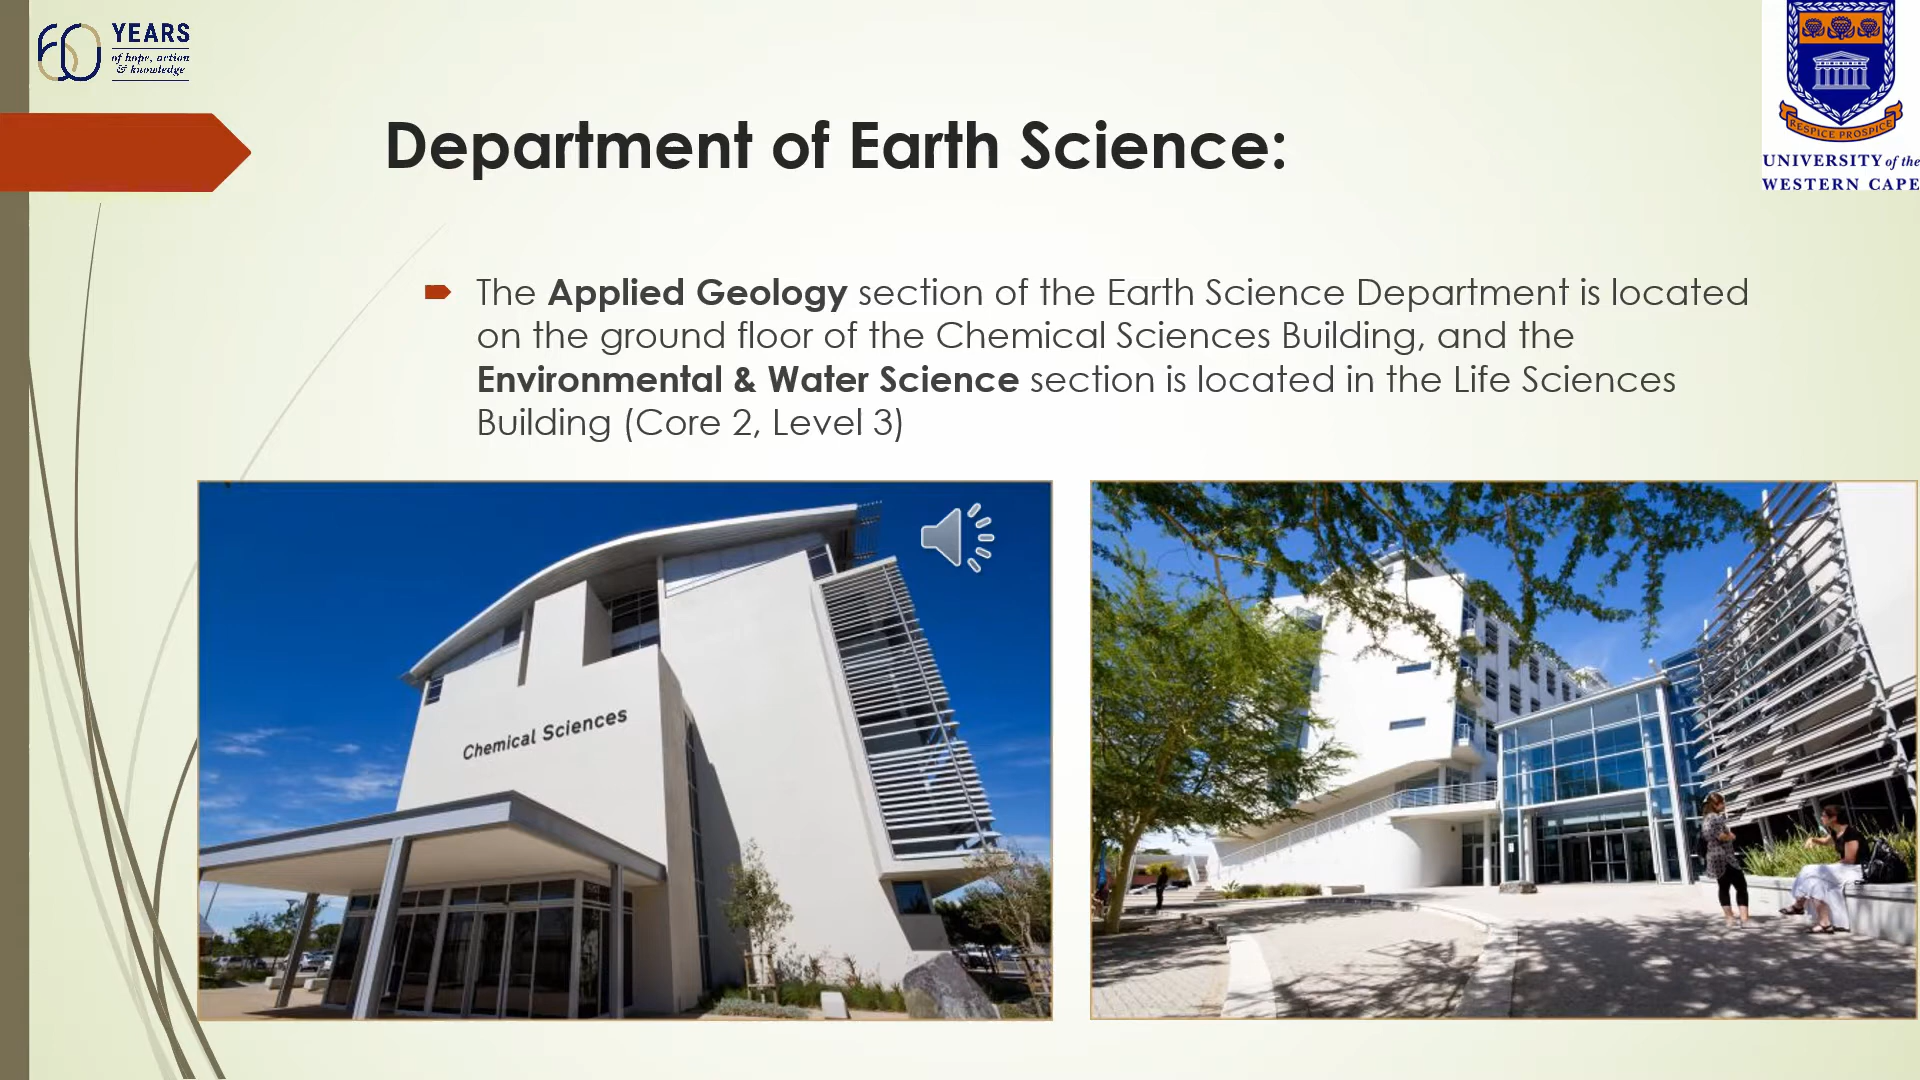 60 YEARS
of hope, action
& knowledge
RESPICE PROSPICE
UNIVERSITY of the
WESTERN CAPE
Department of Earth Science:
The Applied Geology section of the Earth Science Department is located
on the ground floor of the Chemical Sciences Building, and the
Environmental & Water Science section is located in the Life Sciences
Building (Core 2, Level 3)
Chemical Sciences